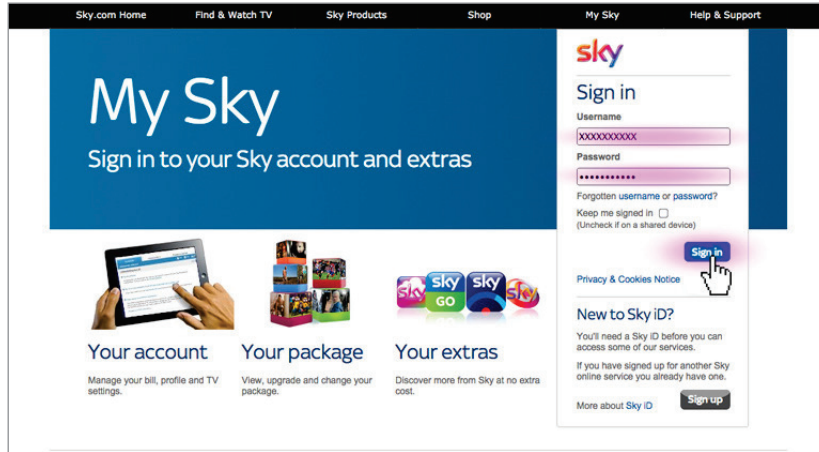 Sky.com Home Find & Watch TV Sky Products Shop My Sky Help & Support
My Sky
Sign in to your Sky account and extras
sky
Sign in
Username
XXXXXXXXXX
Password
•••••••••••
Forgotten username or password?
Keep me signed in
(Uncheck if on a shared device)
Sign in
Privacy & Cookies Notice
New to Sky iD?
You'll need a Sky iD before you can
access some of our services.
If you have signed up for another Sky
online service you already have one.
More about Sky iD
Sign up
sky
sky
GO
sky
sky
Your account
Manage your bill, profile and TV
settings.
Your package
View, upgrade and change your
package.
Your extras
Discover more from Sky at no extra
cost.